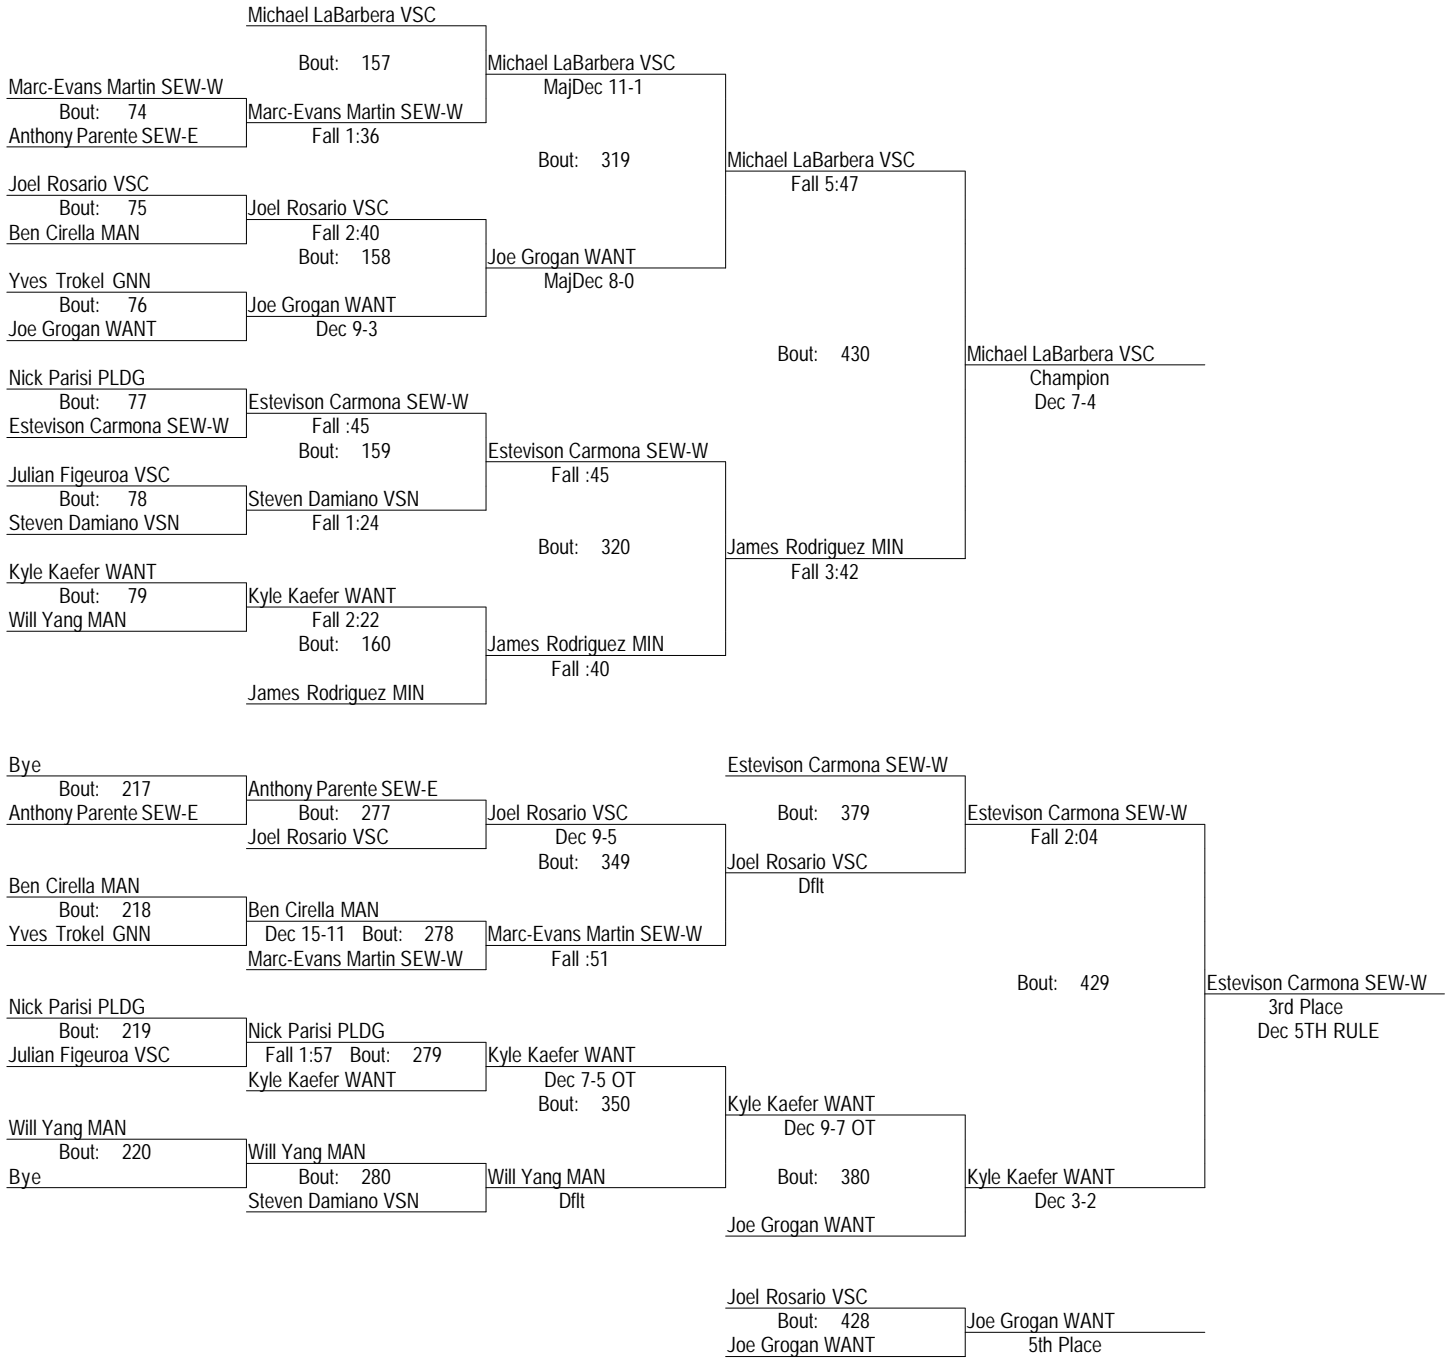 Michael LaBarbera VSC
Bout: 157
Michael LaBarbera VSC
MajDec 11-1
Marc-Evans Martin SEW-W
Bout: 74
Marc-Evans Martin SEW-W
Anthony Parente SEW-E
Fall 1:36
Bout: 319
Michael LaBarbera VSC
Fall 5:47
Joel Rosario VSC
Bout: 75
Joel Rosario VSC
Ben Cirella MAN
Fall 2:40
Bout: 158
Joe Grogan WANT
MajDec 8-0
Yves Trokel GNN
Bout: 76
Joe Grogan WANT
Joe Grogan WANT
Dec 9-3
Bout: 430
Michael LaBarbera VSC
Champion
Dec 7-4
Nick Parisi PLDG
Bout: 77
Estevison Carmona SEW-W
Estevison Carmona SEW-W
Fall :45
Bout: 159
Estevison Carmona SEW-W
Fall :45
Julian Figeuroa VSC
Bout: 78
Steven Damiano VSN
Steven Damiano VSN
Fall 1:24
Bout: 320
James Rodriguez MIN
Fall 3:42
Kyle Kaefer WANT
Bout: 79
Kyle Kaefer WANT
Will Yang MAN
Fall 2:22
Bout: 160
James Rodriguez MIN
Fall :40
James Rodriguez MIN
Bye
Bout: 217
Anthony Parente SEW-E
Anthony Parente SEW-E
Bout: 277
Joel Rosario VSC
Joel Rosario VSC
Dec 9-5
Bout: 349
Estevison Carmona SEW-W
Bout: 379
Estevison Carmona SEW-W
Fall 2:04
Joel Rosario VSC
Dflt
Ben Cirella MAN
Bout: 218
Yves Trokel GNN
Ben Cirella MAN
Dec 15-11 Bout: 278
Marc-Evans Martin SEW-W
Marc-Evans Martin SEW-W
Fall :51
Bout: 429
Estevison Carmona SEW-W
3rd Place
Dec 5TH RULE
Nick Parisi PLDG
Bout: 219
Julian Figeuroa VSC
Nick Parisi PLDG
Fall 1:57 Bout: 279
Kyle Kaefer WANT
Kyle Kaefer WANT
Dec 7-5 OT
Bout: 350
Kyle Kaefer WANT
Dec 9-7 OT
Will Yang MAN
Bout: 220
Bye
Will Yang MAN
Bout: 280
Steven Damiano VSN
Will Yang MAN
Dflt
Bout: 380
Kyle Kaefer WANT
Dec 3-2
Joe Grogan WANT
Joel Rosario VSC
Bout: 428
Joe Grogan WANT
Joe Grogan WANT
5th Place